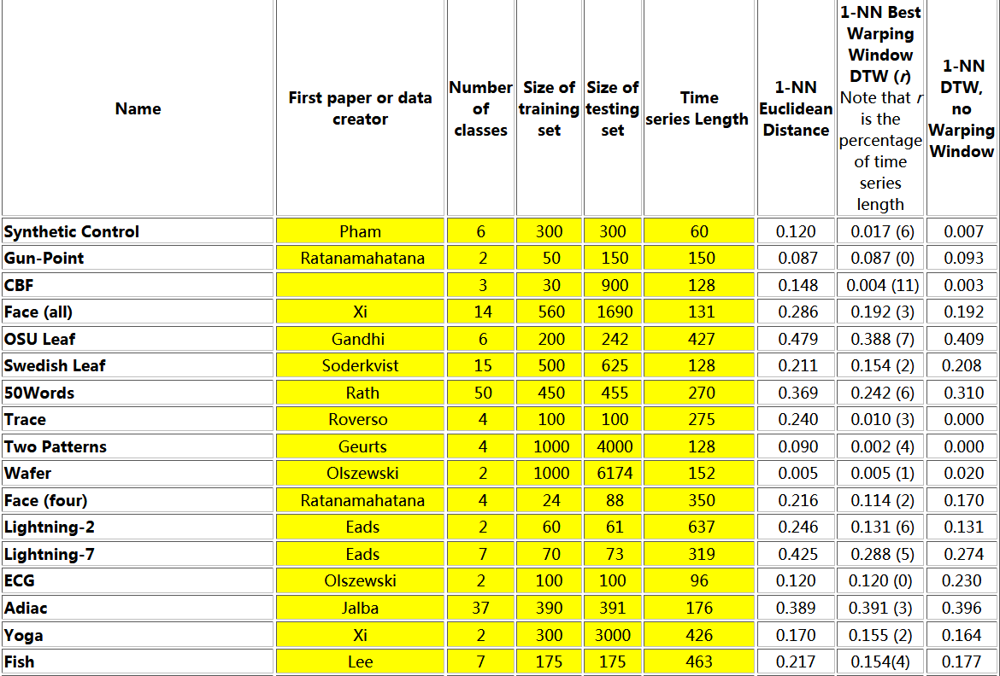 Name First paper or data creator Number of classes Size of training set Size of testing set Time series Length 1-NN Euclidean Distance 1-NN Best Warping Window DTW (r) Note that r is the percentage of time series length 1-NN DTW, no Warping Window
Synthetic Control Pham 6 300 300 60 0.120 0.017 (6) 0.007
Gun-Point Ratanamahatana 2 50 150 150 0.087 0.087 (0) 0.093
CBF 3 30 900 128 0.148 0.004 (11) 0.003
Face (all) Xi 14 560 1690 131 0.286 0.192 (3) 0.192
OSU Leaf Gandhi 6 200 242 427 0.479 0.388 (7) 0.409
Swedish Leaf Soderkvist 15 500 625 128 0.211 0.154 (2) 0.208
50Words Rath 50 450 455 270 0.369 0.242 (6) 0.310
Trace Roverso 4 100 100 275 0.240 0.010 (3) 0.000
Two Patterns Geurts 4 1000 4000 128 0.090 0.002 (4) 0.000
Wafer Olszewski 2 1000 6174 152 0.005 0.005 (1) 0.020
Face (four) Ratanamahatana 4 24 88 350 0.216 0.114 (2) 0.170
Lightning-2 Eads 2 60 61 637 0.246 0.131 (6) 0.131
Lightning-7 Eads 7 70 73 319 0.425 0.288 (5) 0.274
ECG Olszewski 2 100 100 96 0.120 0.120 (0) 0.230
Adiac Jalba 37 390 391 176 0.389 0.391 (3) 0.396
Yoga Xi 2 300 3000 426 0.170 0.155 (2) 0.164
Fish Lee 7 175 175 463 0.217 0.154(4) 0.177